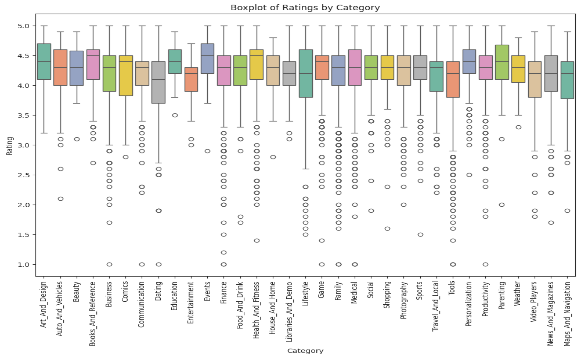 Boxplot of Ratings by Category
Rating
5.0
4.5
4.0
3.5
3.0
2.5
2.0
1.5
1.0
Art_And_Design
Auto_And_Vehicles
Beauty
Books_And_Reference
Business
Comics
Communication
Dating
Education
Entertainment
Events
Finance
Food_And_Drink
Health_And_Fitness
House_And_Home
Libraries_And_Demo
Lifestyle
Game
Family
Medical
Social
Shopping
Photography
Sports
Travel_And_Local
Tools
Personalization
Productivity
Parenting
Weather
Video_Players
News_And_Magazines
Maps_And_Navigation
Category